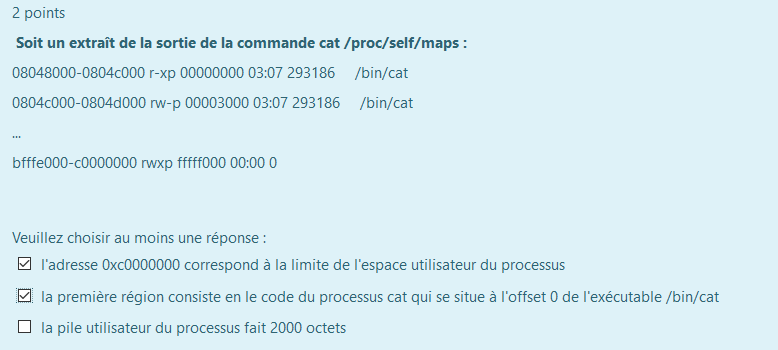 2 points
Soit un extraît de la sortie de la commande cat /proc/self/maps :
08048000-0804c000 r-xp 00000000 03:07 293186 /bin/cat
0804c000-0804d000 rw-p 00003000 03:07 293186 /bin/cat
...
bfffe000-c0000000 rwxp fffff000 00:00 0
Veuillez choisir au moins une réponse :
l'adresse 0xc0000000 correspond à la limite de l'espace utilisateur du processus
la première région consiste en le code du processus cat qui se situe à l'offset 0 de l'exécutable /bin/cat
la pile utilisateur du processus fait 2000 octets